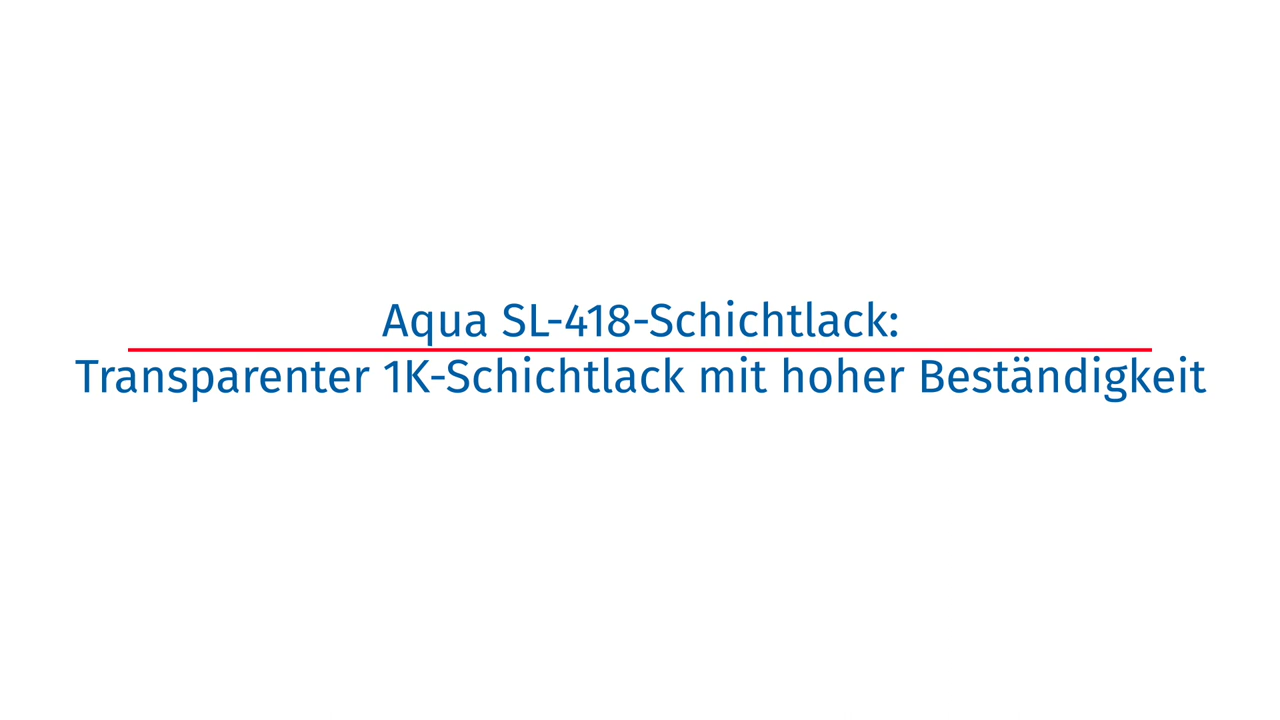 Aqua SL-418-Schichtlack:
Transparenter 1K-Schichtlack mit hoher Beständigkeit